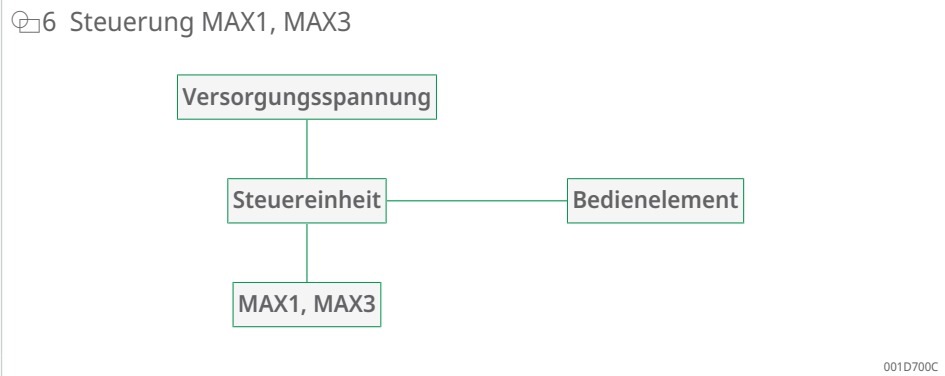 6 Steuerung MAX1, MAX3
Versorgungsspannung
Steuereinheit
Bedienelement
MAX1, MAX3
001D700C